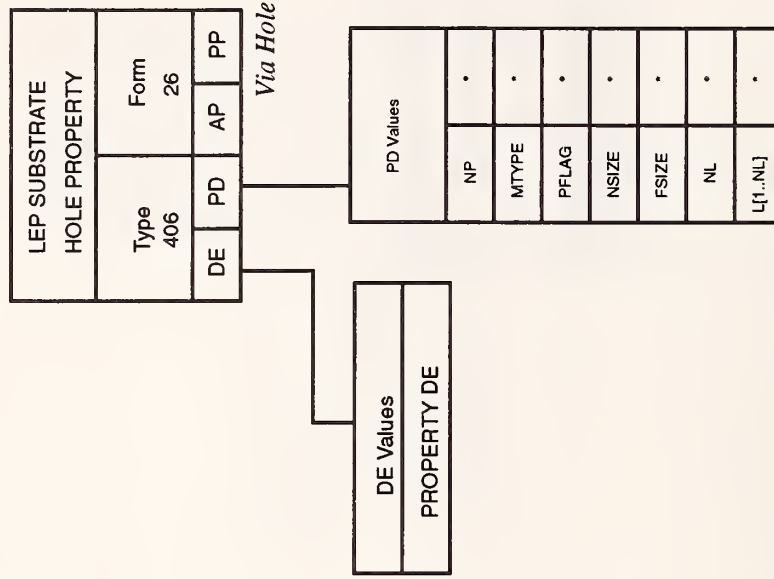 LEP SUBSTRATE
HOLE PROPERTY
Type Form
406 26
DE PD AP PP
Via Hole
DE Values
PROPERTY DE
PD Values
NP *
MTYPE *
PFLAG *
NSIZE *
FSIZE *
NL *
L[1..NL] *